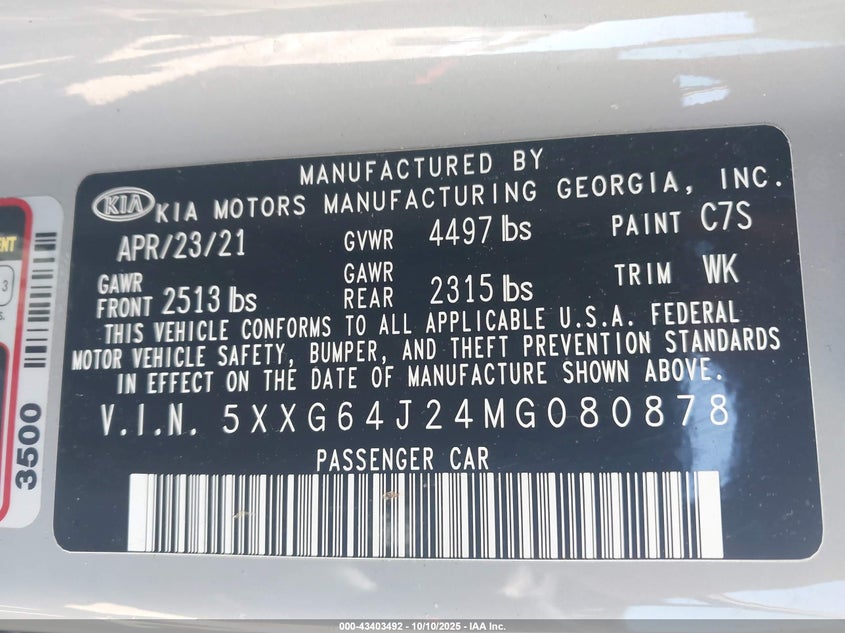 MANUFACTURED BY
KIA KIA MOTORS MANUFACTURING GEORGIA, INC.
APR/23/21 GVWR 4497 lbs PAINT C7S
GAWR FRONT 2513 lbs GAWR REAR 2315 lbs TRIM WK
THIS VEHICLE CONFORMS TO ALL APPLICABLE U.S.A. FEDERAL
MOTOR VEHICLE SAFETY, BUMPER, AND THEFT PREVENTION STANDARDS
IN EFFECT ON THE DATE OF MANUFACTURE SHOWN ABOVE.
V.I.N. 5XXG64J24MG080878
PASSENGER CAR
3500
3
000-43403492 - 10/10/2025 - IAA Inc.